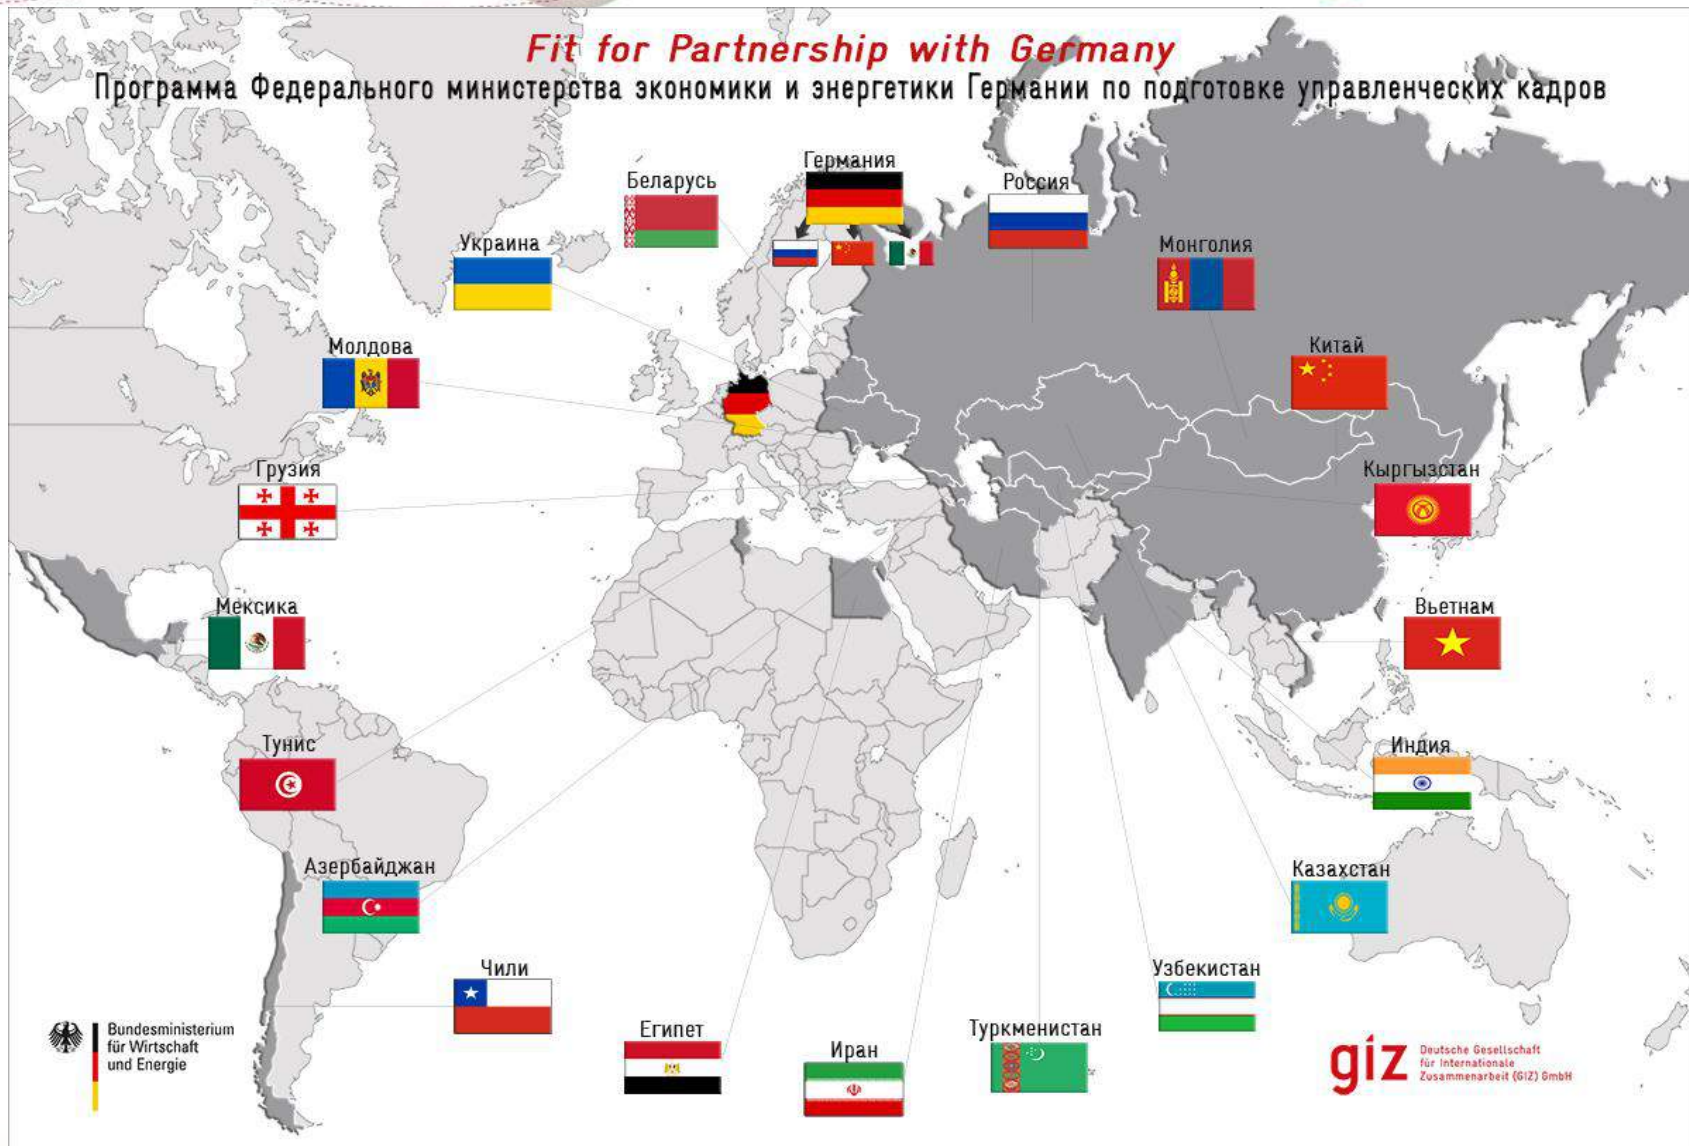 Fit for Partnership with Germany
Программа Федерального министерства экономики и энергетики Германии по подготовке управленческих кадров
Германия
Беларусь
Россия
Украина
Монголия
Молдова
Китай
Грузия
Кыргызстан
Мексика
Вьетнам
Тунис
Индия
Азербайджан
Казахстан
Чили
Узбекистан
Египет
Туркменистан
Иран
Bundesministerium
für Wirtschaft
und Energie
giz
Deutsche Gesellschaft
für Internationale
Zusammenarbeit (GIZ) GmbH